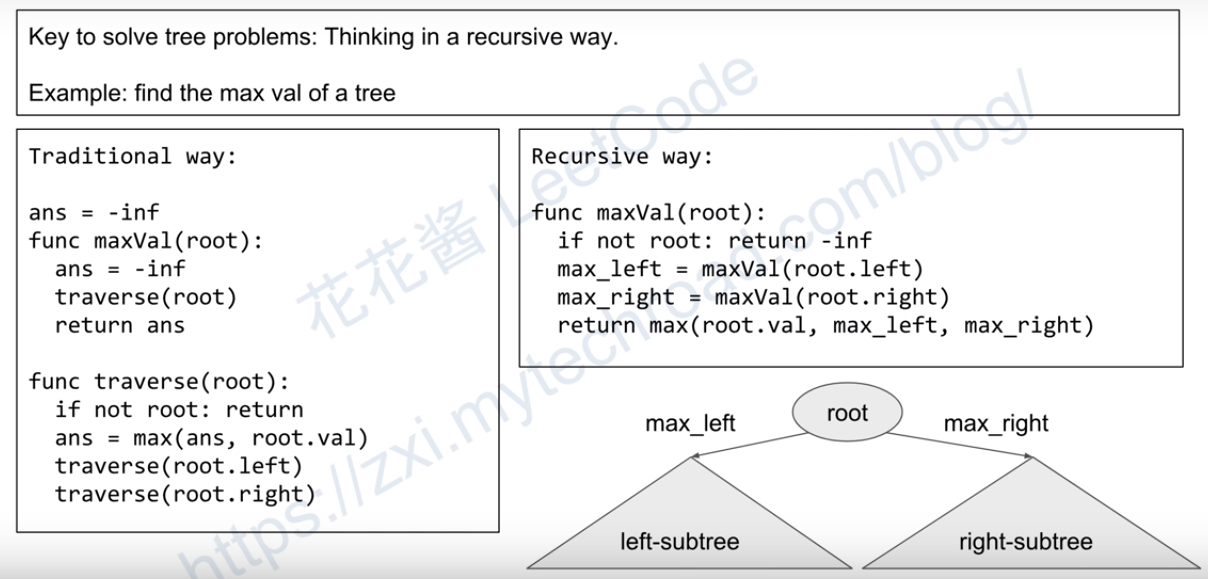 Key to solve tree problems: Thinking in a recursive way.
Example: find the max val of a tree
Traditional way:
ans = -inf
func maxVal(root):
  ans = -inf
  traverse(root)
  return ans
func traverse(root):
  if not root: return
  ans = max(ans, root.val)
  traverse(root.left)
  traverse(root.right)
Recursive way:
func maxVal(root):
  if not root: return -inf
  max_left = maxVal(root.left)
  max_right = maxVal(root.right)
  return max(root.val, max_left, max_right)
max_left
root
max_right
left-subtree
right-subtree
花花酱 LeetCode
https://zxi.mytechroad.com/blog/